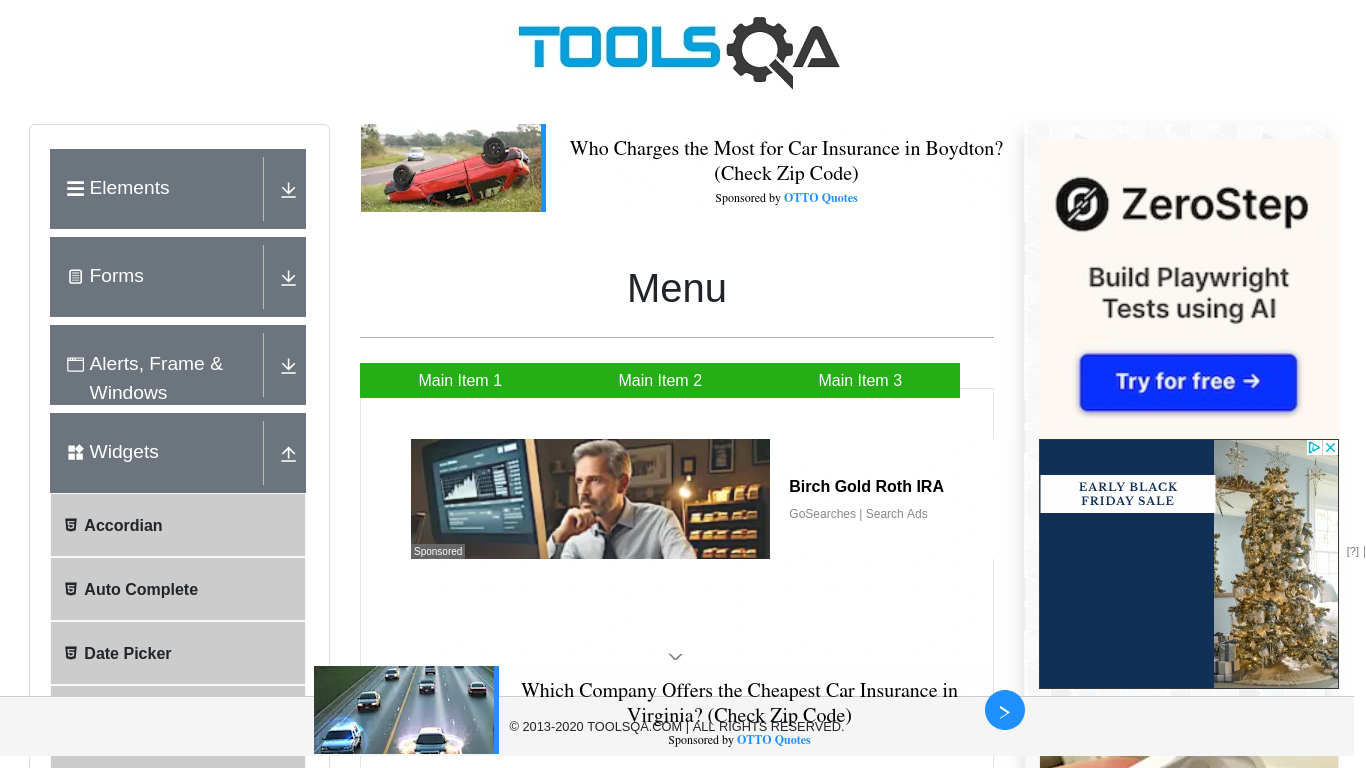 TOOLSQA
Elements
Forms
Alerts, Frame &
Windows
Widgets
Accordian
Auto Complete
Date Picker
Who Charges the Most for Car Insurance in Boydton?
(Check Zip Code)
Sponsored by OTTO Quotes
Menu
Main Item 1
Main Item 2
Main Item 3
Sponsored
Birch Gold Roth IRA
GoSearches | Search Ads
ZeroStep
Build Playwright
Tests using AI
Try for free →
EARLY BLACK
FRIDAY SALE
[?] |
Which Company Offers the Cheapest Car Insurance in
Virginia? (Check Zip Code)
© 2013-2020 TOOLSQA.COM | ALL RIGHTS RESERVED.
Sponsored by OTTO Quotes